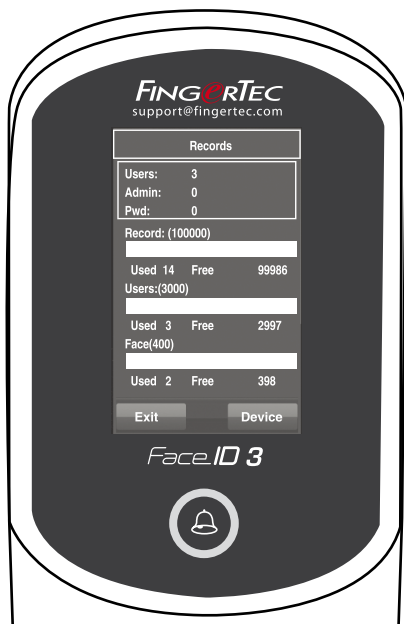 FINGERTEC
support@fingertec.com
Records
Users: 3
Admin: 0
Pwd: 0
Record: (100000)
Used 14 Free 99986
Users:(3000)
Used 3 Free 2997
Face(400)
Used 2 Free 398
Exit Device
Face ID 3